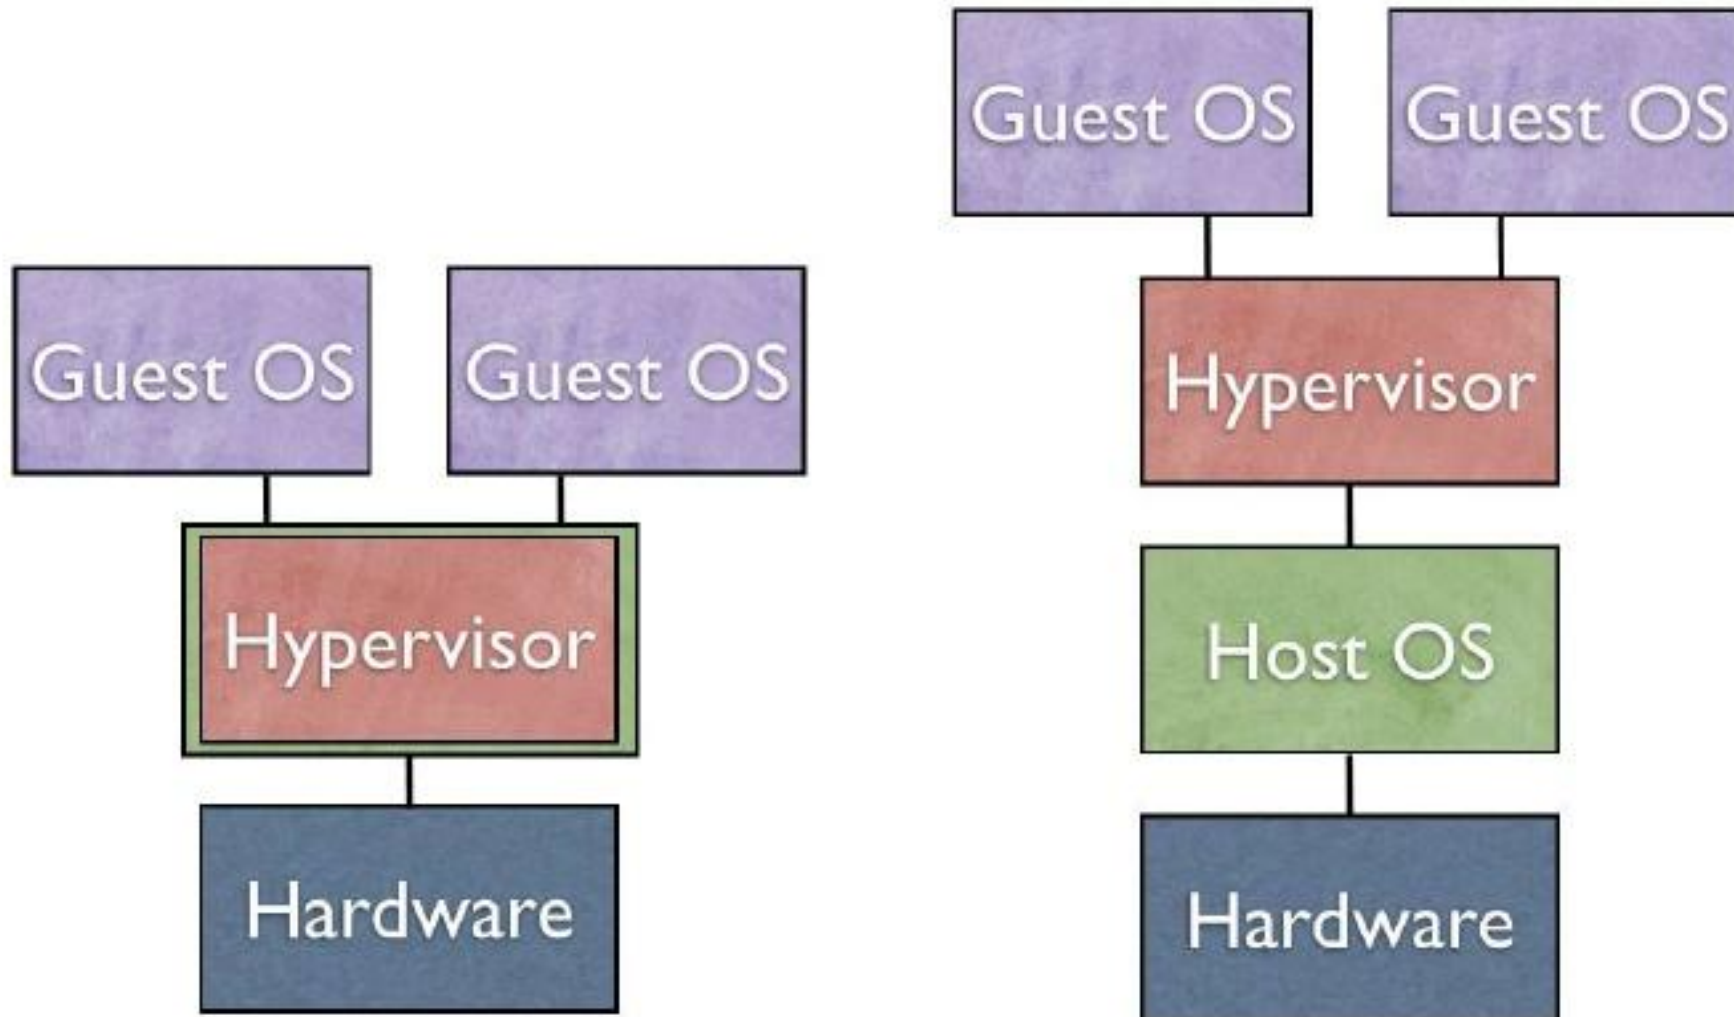 Guest OS
Guest OS
Hypervisor
Hardware
Guest OS
Guest OS
Hypervisor
Host OS
Hardware